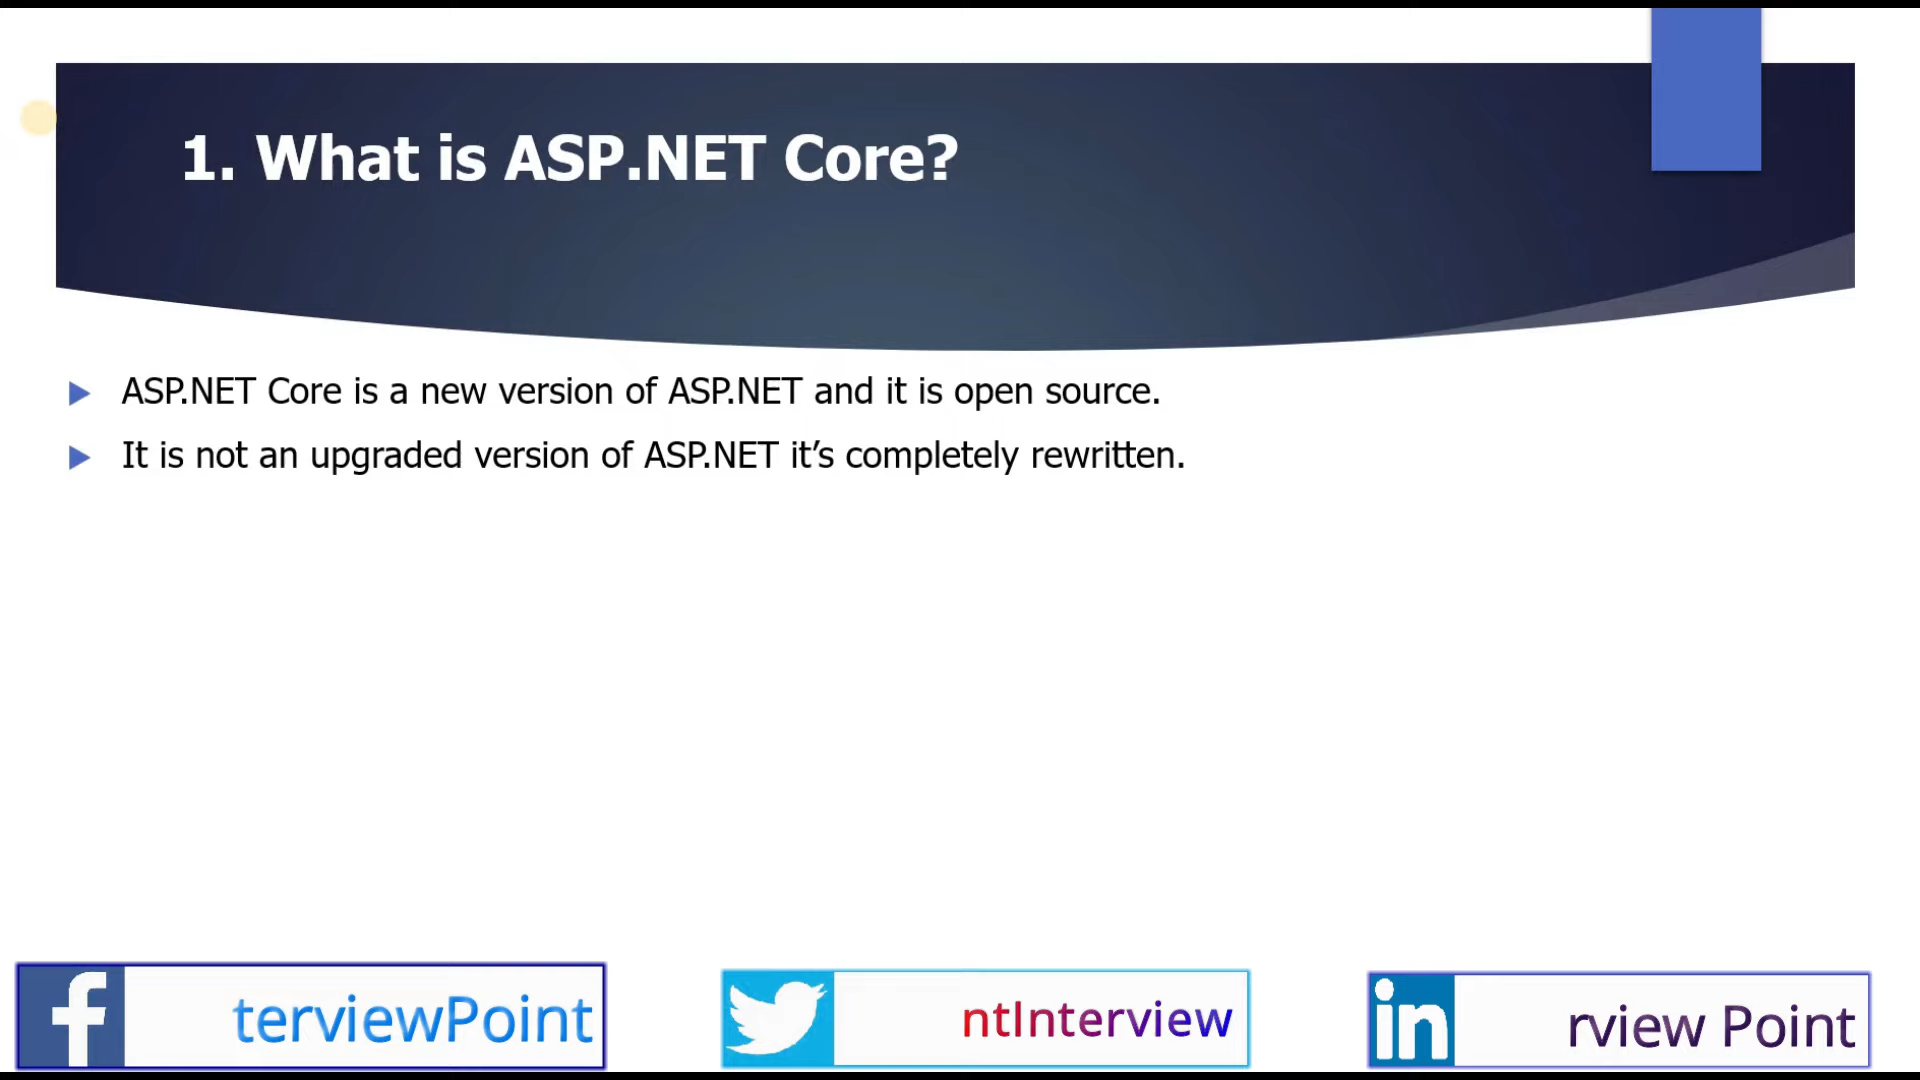 1. What is ASP.NET Core?
ASP.NET Core is a new version of ASP.NET and it is open source.
It is not an upgraded version of ASP.NET it’s completely rewritten.
terviewPoint
ntInterview
rview Point